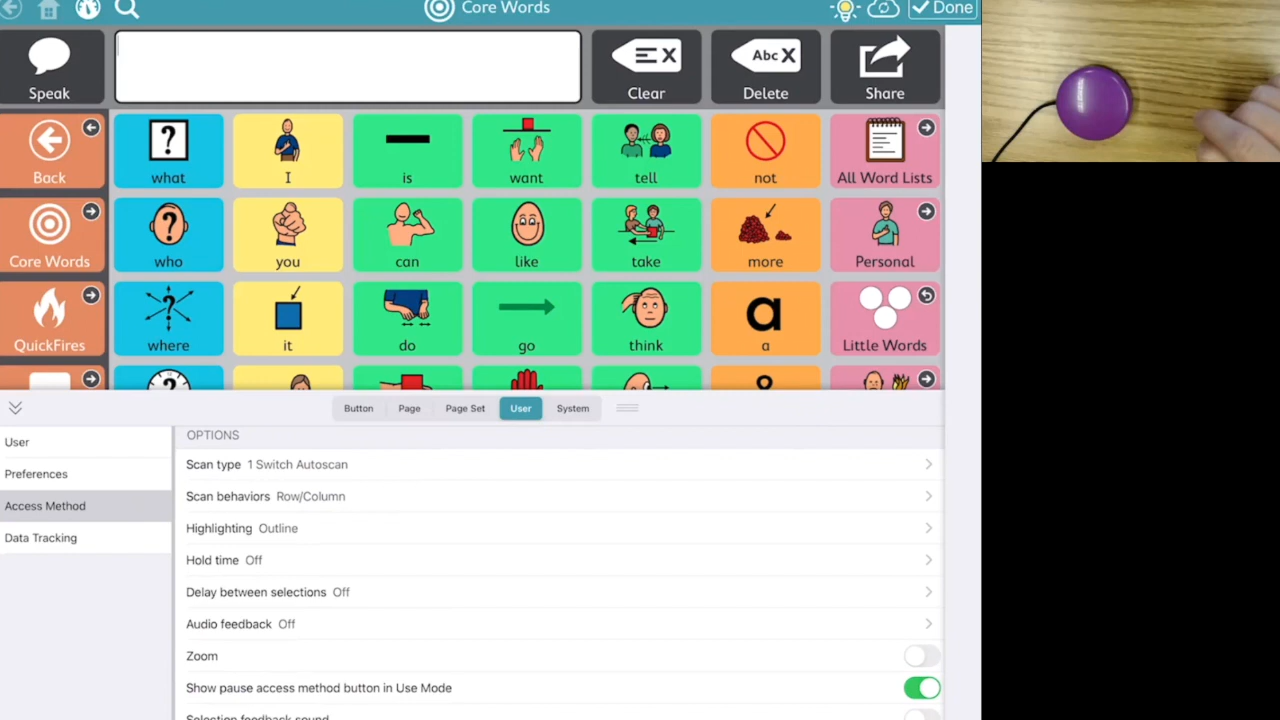 Core Words
Done
Speak
Clear
Abc X
Delete
Share
Back
what
I
is
want
tell
not
All Word Lists
Core Words
who
you
can
like
take
more
Personal
QuickFires
where
it
do
go
think
a
a
Little Words
Button
Page
Page Set
User
System
User
Preferences
Access Method
Data Tracking
OPTIONS
Scan type 1 Switch Autoscan
Scan behaviors Row/Column
Highlighting Outline
Hold time Off
Delay between selections Off
Audio feedback Off
Zoom
Show pause access method button in Use Mode
Selection feedback sound